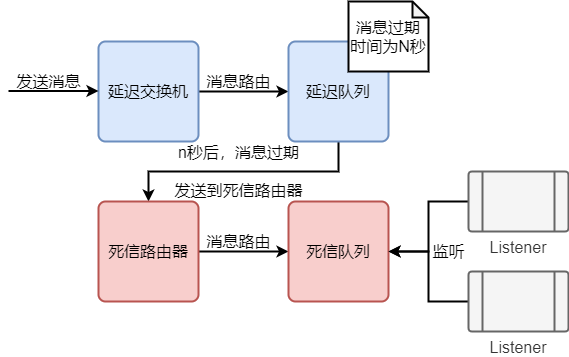 消息过期
时间为N秒
发送消息
延迟交换机
消息路由
延迟队列
n秒后，消息过期
发送到死信路由器
死信路由器
消息路由
死信队列
监听
Listener
Listener